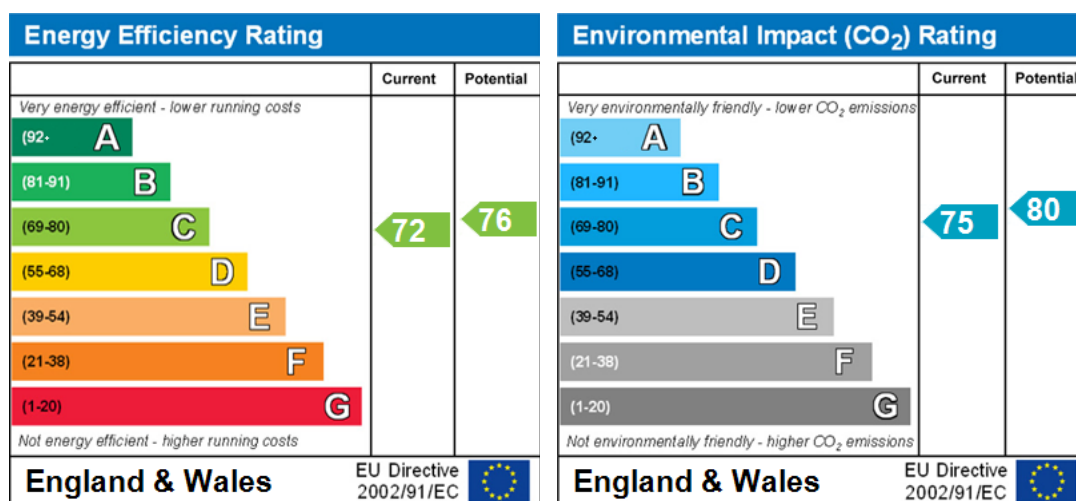 Energy Efficiency Rating
Current Potential
Very energy efficient - lower running costs
(92+ A
(81-91) B
(69-80) C
72 76
(55-68) D
(39-54) E
(21-38) F
(1-20) G
Not energy efficient - higher running costs
England & Wales
EU Directive
2002/91/EC
Environmental Impact (CO₂) Rating
Current Potential
Very environmentally friendly - lower CO₂ emissions
(92+ A
(81-91) B
(69-80) C
75 80
(55-68) D
(39-54) E
(21-38) F
(1-20) G
Not environmentally friendly - higher CO₂ emissions
England & Wales
EU Directive
2002/91/EC